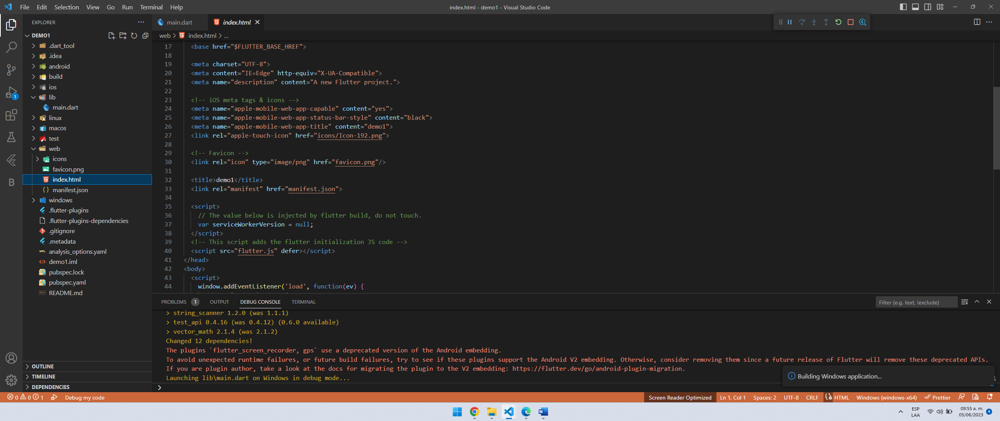 File Edit Selection View Go Run Terminal Help
index.html - demo1 - Visual Studio Code
EXPLORER
DEMO1
.dart_tool
.idea
android
build
ios
lib
main.dart
linux
macos
test
web
icons
favicon.png
index.html
manifest.json
windows
.flutter-plugins
.flutter-plugins-dependencies
.gitignore
.metadata
analysis_options.yaml
demo1.iml
pubspec.lock
pubspec.yaml
README.md
OUTLINE
TIMELINE
DEPENDENCIES
1
B
main.dart index.html
web > index.html > ...
17 <base href="$FLUTTER_BASE_HREF">
18
19 <meta charset="UTF-8">
20 <meta content="IE=Edge" http-equiv="X-UA-Compatible">
21 <meta name="description" content="A new Flutter project.">
22
23 <!-- iOS meta tags & icons -->
24 <meta name="apple-mobile-web-app-capable" content="yes">
25 <meta name="apple-mobile-web-app-status-bar-style" content="black">
26 <meta name="apple-mobile-web-app-title" content="demo1">
27 <link rel="apple-touch-icon" href="icons/Icon-192.png">
28
29 <!-- Favicon -->
30 <link rel="icon" type="image/png" href="favicon.png"/>
31
32 <title>demo1</title>
33 <link rel="manifest" href="manifest.json">
34
35 <script>
36 // The value below is injected by flutter build, do not touch.
37 var serviceWorkerVersion = null;
38 </script>
39 <!-- This script adds the flutter initialization JS code -->
40 <script src="flutter.js" defer></script>
41 </head>
42 <body>
43 <script>
44 window.addEventListener('load', function(ev) {
PROBLEMS 1 OUTPUT DEBUG CONSOLE TERMINAL
Filter (e.g. text, !exclude)
> string_scanner 1.2.0 (was 1.1.1)
> test_api 0.4.16 (was 0.4.12) (0.6.0 available)
> vector_math 2.1.4 (was 2.1.2)
Changed 12 dependencies!
The plugins `flutter_screen_recorder, gps` use a deprecated version of the Android embedding.
To avoid unexpected runtime failures, or future build failures, try to see if these plugins support the Android V2 embedding. Otherwise, consider removing them since a future release of Flutter will remove these deprecated APIs.
If you are plugin author, take a look at the docs for migrating the plugin to the V2 embedding: https://flutter.dev/go/android-plugin-migration.
Launching lib\main.dart on Windows in debug mode...
Building Windows application...
0 0 1 Debug my code
Screen Reader Optimized Ln 1, Col 1 Spaces: 2 UTF-8 CRLF HTML Windows (windows-x64) Prettier
ESP
LAA
09:55 a. m.
05/06/2023
4